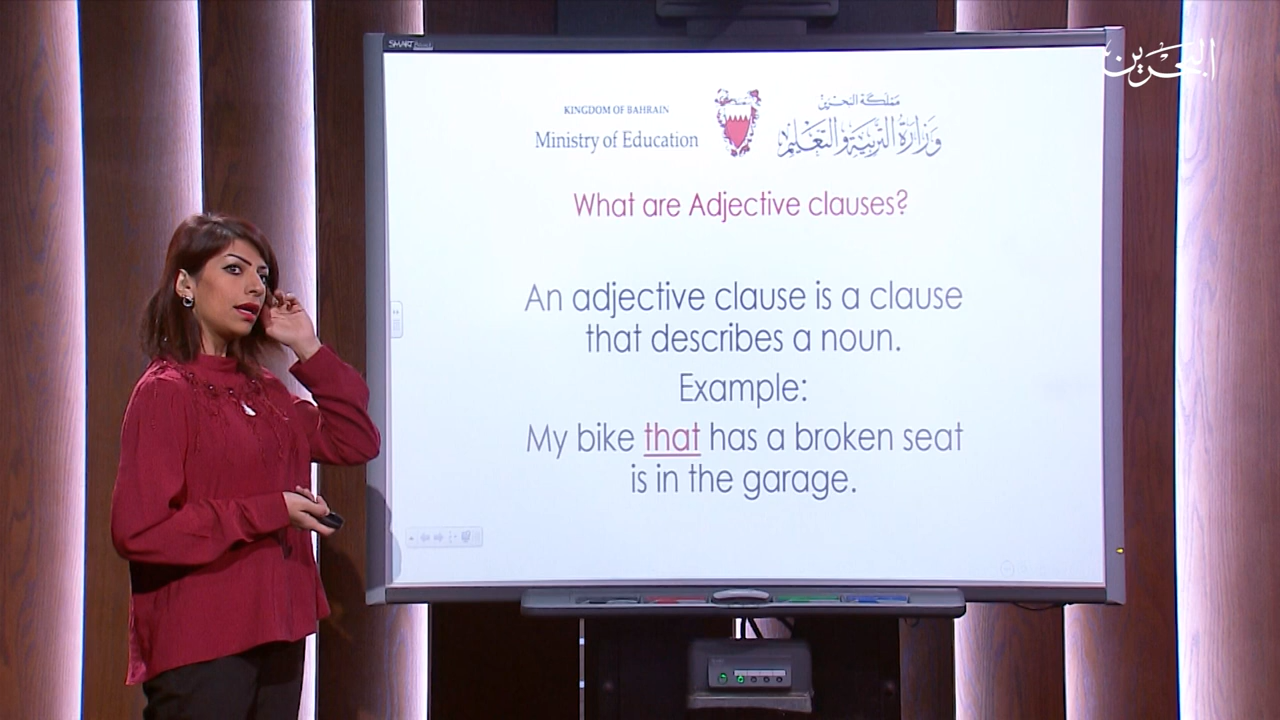 SMART Board
البحرين
KINGDOM OF BAHRAIN
Ministry of Education
مملكة البحرين
وزارة التربية والتعليم
What are Adjective clauses?
An adjective clause is a clause
that describes a noun.
Example:
My bike that has a broken seat
is in the garage.